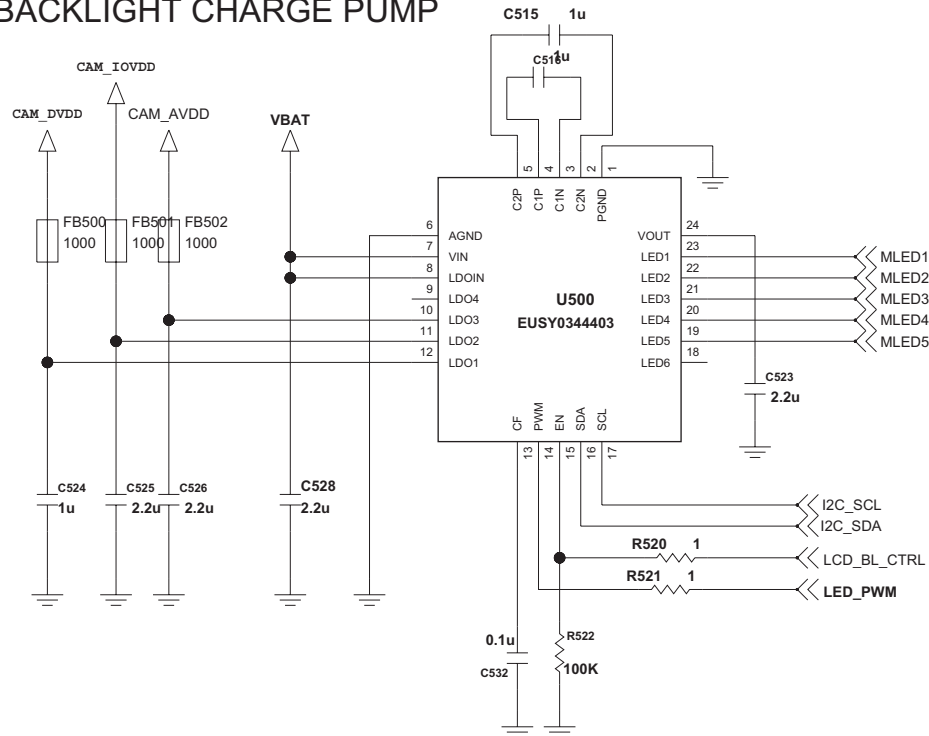 BACKLIGHT CHARGE PUMP
C515 1u
C516 1u
CAM_IOVDD
CAM_DVDD
CAM_AVDD
VBAT
5 4 3 2 1
C2P C1P C1N C2N PGND
FB500 FB501 FB502
1000 1000 1000
6 AGND
7 VIN
8 LDOIN
9 LDO4
10 LDO3
11 LDO2
12 LDO1
U500
EUSY0344403
VOUT 24
LED1 23 MLED1
LED2 22 MLED2
LED3 21 MLED3
LED4 20 MLED4
LED5 19 MLED5
LED6 18
CF PWM EN SDA SCL
13 14 15 16 17
C523
2.2u
C524 C525 C526 C528
1u 2.2u 2.2u 2.2u
I2C_SCL
I2C_SDA
R520 1 LCD_BL_CTRL
R521 1 LED_PWM
0.1u
C532
R522
100K